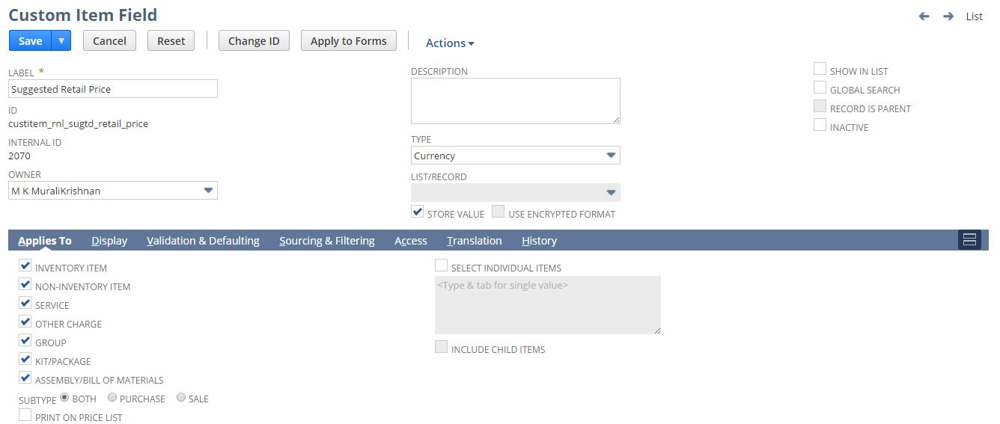 Custom Item Field
List
Save
Cancel
Reset
Change ID
Apply to Forms
Actions
LABEL *
Suggested Retail Price
ID
custitem_rnl_sugtd_retail_price
INTERNAL ID
2070
OWNER
M K MuraliKrishnan
DESCRIPTION
TYPE
Currency
LIST/RECORD
STORE VALUE
USE ENCRYPTED FORMAT
SHOW IN LIST
GLOBAL SEARCH
RECORD IS PARENT
INACTIVE
Applies To Display Validation & Defaulting Sourcing & Filtering Access Translation History
INVENTORY ITEM
NON-INVENTORY ITEM
SERVICE
OTHER CHARGE
GROUP
KIT/PACKAGE
ASSEMBLY/BILL OF MATERIALS
SUBTYPE BOTH PURCHASE SALE
PRINT ON PRICE LIST
SELECT INDIVIDUAL ITEMS
<Type & tab for single value>
INCLUDE CHILD ITEMS